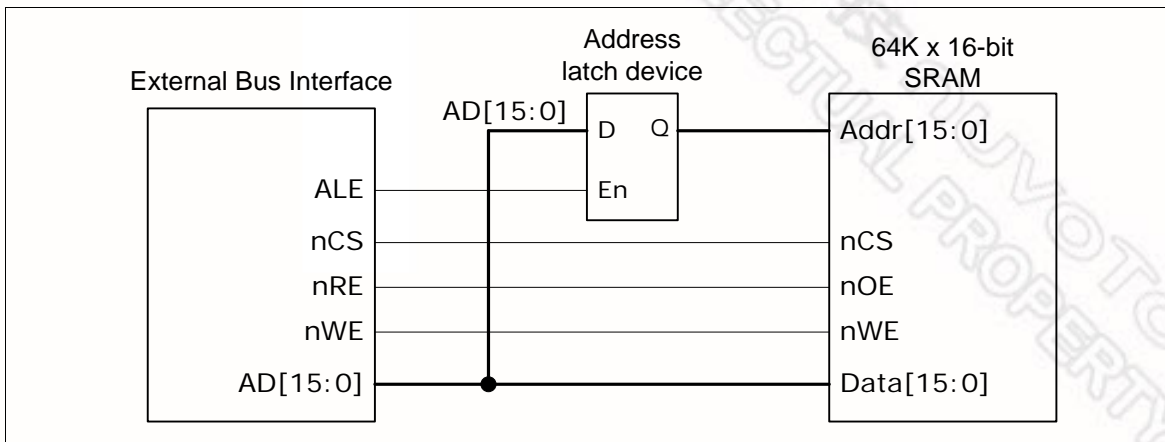 Address
latch device
64K x 16-bit
SRAM
External Bus Interface
AD[15:0]
D
Q
Addr[15:0]
ALE
En
nCS
nCS
nRE
nOE
nWE
nWE
AD[15:0]
Data[15:0]